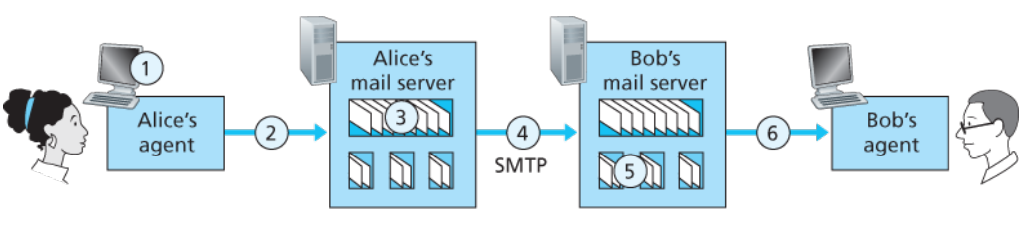 1
Alice's
agent
2
Alice's
mail server
3
4
SMTP
Bob's
mail server
5
6
Bob's
agent